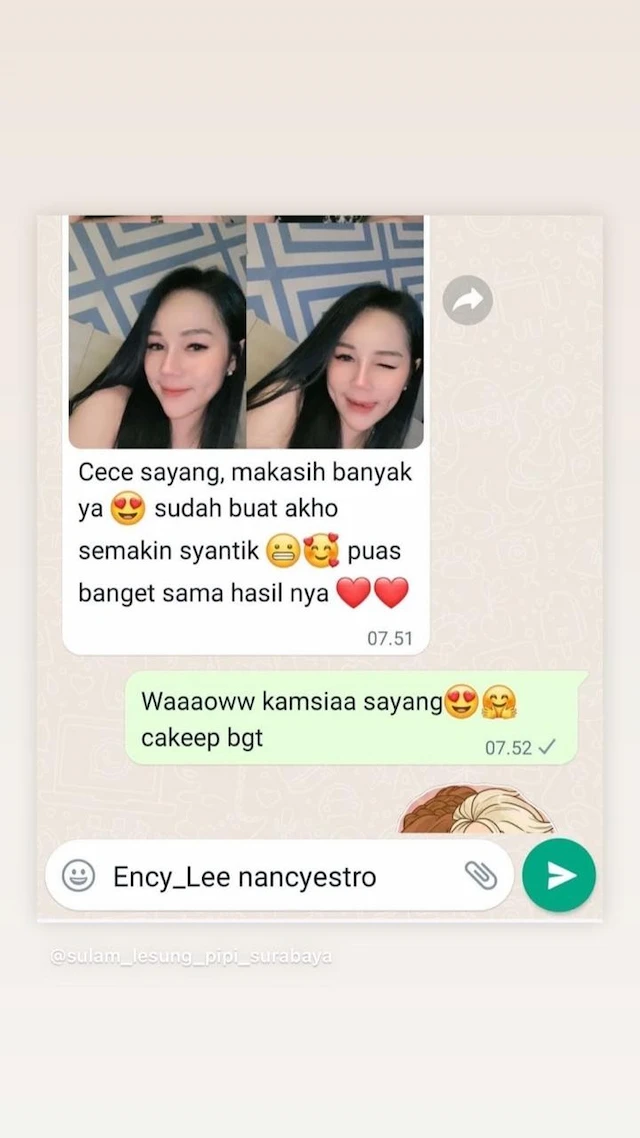 Cece sayang, makasih banyak
ya 😍 sudah buat akho
semakin syantik 😬🥰 puas
banget sama hasil nya ❤️❤️
07.51
Waaaoww kamsiaa sayang😍🤗
cakeep bgt
07.52
Ency_Lee nancyestro
@sulam_lesung_pipi_surabaya